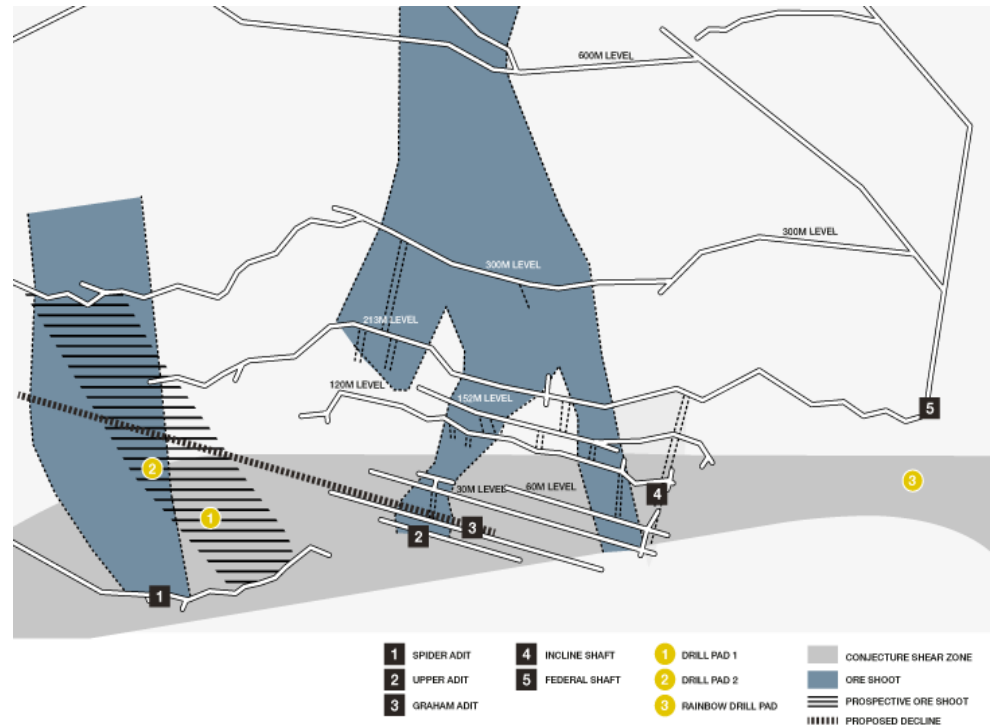 600M LEVEL
300M LEVEL
300M LEVEL
213M LEVEL
120M LEVEL
152M LEVEL
5
2
3
30M LEVEL
60M LEVEL
4
1
3
2
1
1 SPIDER ADIT
2 UPPER ADIT
3 GRAHAM ADIT
4 INCLINE SHAFT
5 FEDERAL SHAFT
1 DRILL PAD 1
2 DRILL PAD 2
3 RAINBOW DRILL PAD
CONJECTURE SHEAR ZONE
ORE SHOOT
PROSPECTIVE ORE SHOOT
PROPOSED DECLINE